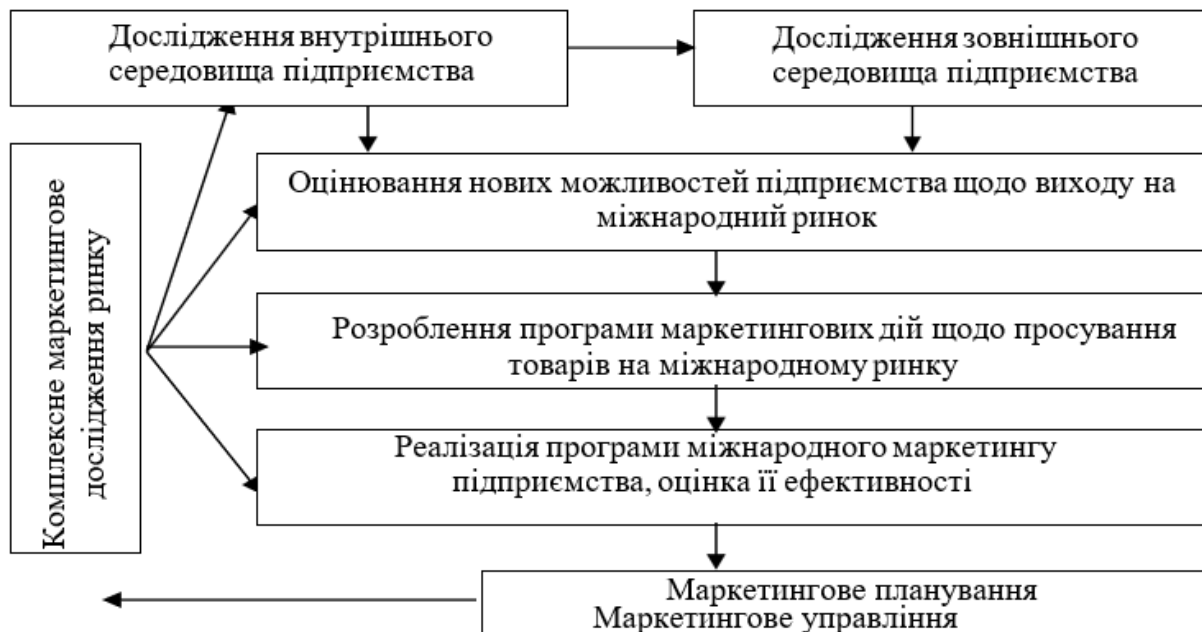 Дослідження внутрішнього
середовища підприємства
Дослідження зовнішнього
середовища підприємства
Комплексне маркетингове
дослідження ринку
Оцінювання нових можливостей підприємства щодо виходу на
міжнародний ринок
Розроблення програми маркетингових дій щодо просування
товарів на міжнародному ринку
Реалізація програми міжнародного маркетингу
підприємства, оцінка її ефективності
Маркетингове планування
Маркетингове управління